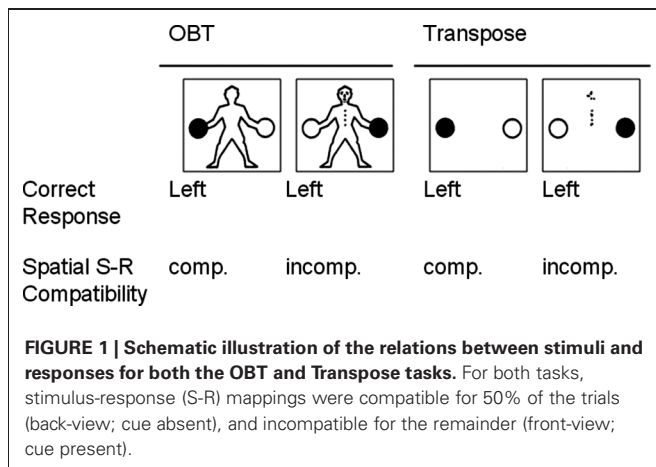 OBT Transpose
Correct Response Left Left Left Left
Spatial S-R Compatibility comp. incomp. comp. incomp.
FIGURE 1 | Schematic illustration of the relations between stimuli and
responses for both the OBT and Transpose tasks. For both tasks,
stimulus-response (S-R) mappings were compatible for 50% of the trials
(back-view; cue absent), and incompatible for the remainder (front-view;
cue present).